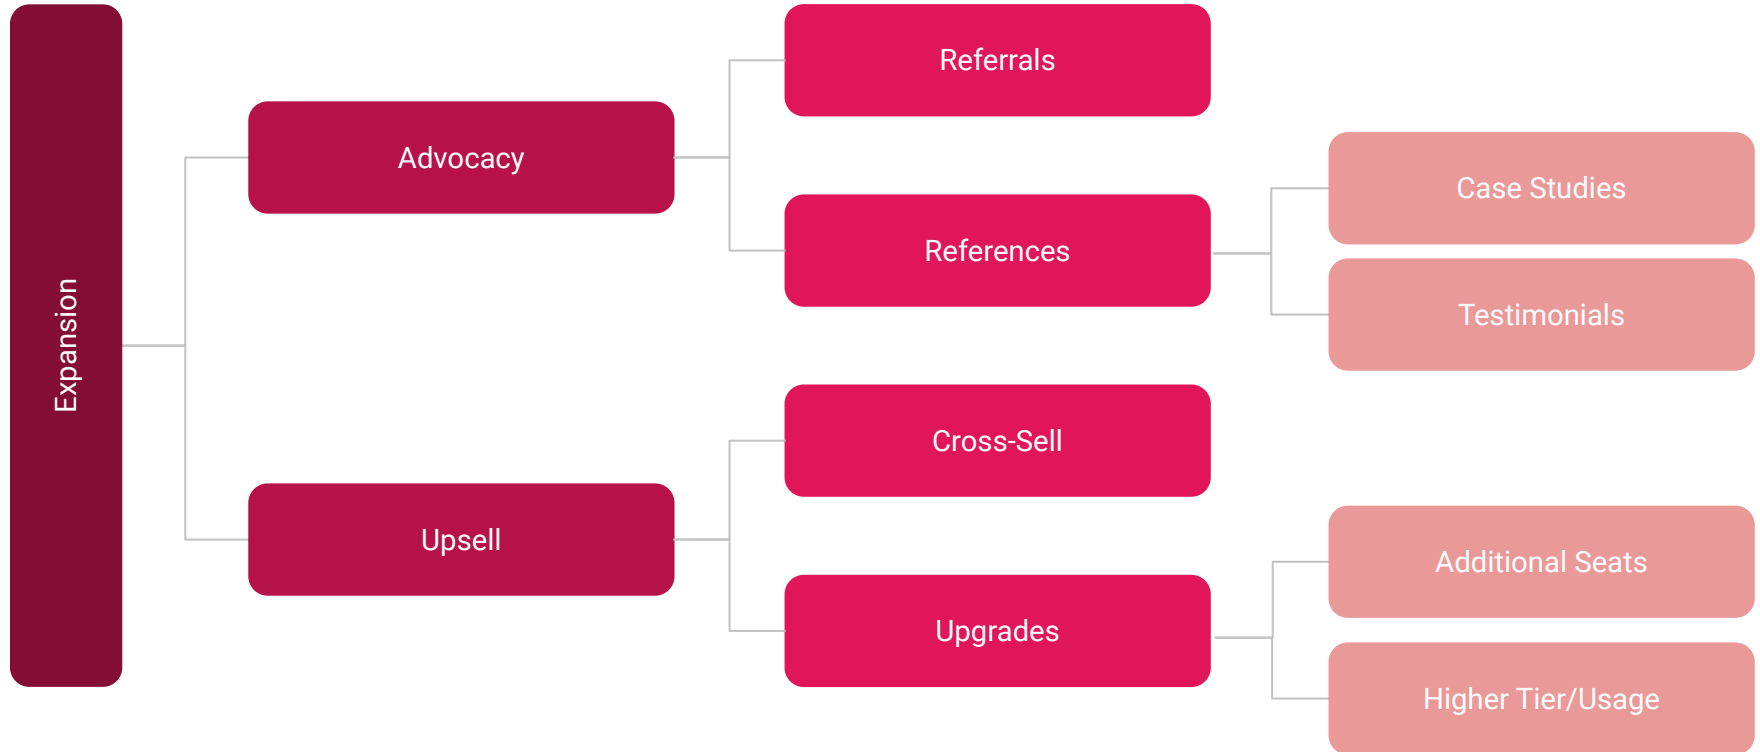 Expansion
Advocacy
Referrals
References
Case Studies
Testimonials
Upsell
Cross-Sell
Upgrades
Additional Seats
Higher Tier/Usage